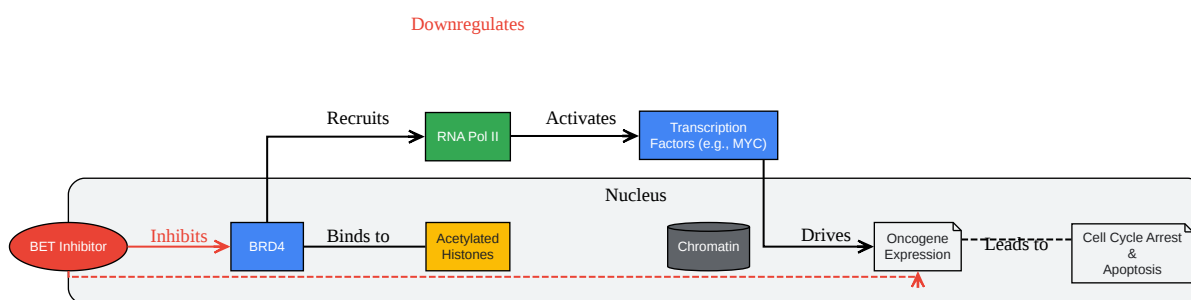 Downregulates
Recruits
RNA Pol II
Activates
Transcription
Factors (e.g., MYC)
Nucleus
BET Inhibitor
Inhibits
BRD4
Binds to
Acetylated
Histones
Chromatin
Drives
Oncogene
Expression
Leads to
Cell Cycle Arrest
&
Apoptosis